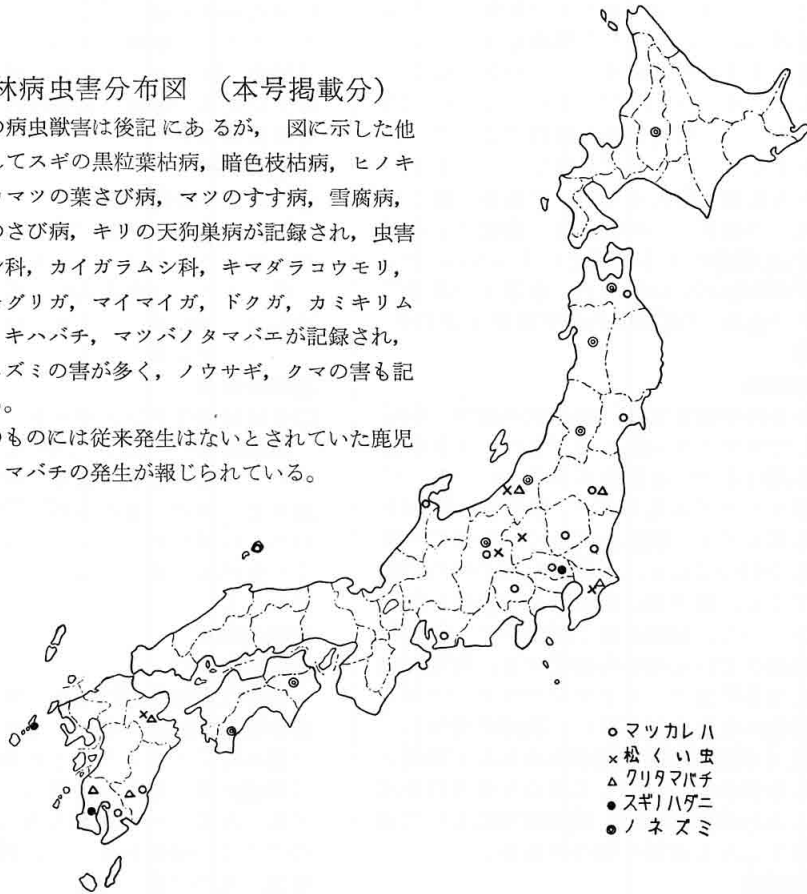 林病虫害分布図　（本号掲載分）
の病虫獣害は後記にあるが，図に示した他
してスギの黒粒葉枯病，暗色枝枯病，ヒノキ
マツの葉さび病，マツのすす病，雪腐病，
のさび病，キリの天狗巣病が記録され，虫害
科，カイガラムシ科，キマダラコウモリ，
グリガ，マイマイガ，ドクガ，カミキリム
キハバチ，マツバノタマバエが記録され，
ズミの害が多く，ノウサギ，クマの害も記
。
のものには従来発生はないとされていた鹿児
マバチの発生が報じられている。
○ マツカレハ
× 松くい虫
△ クリタマバチ
● スギノハダニ
◎ ノネズミ